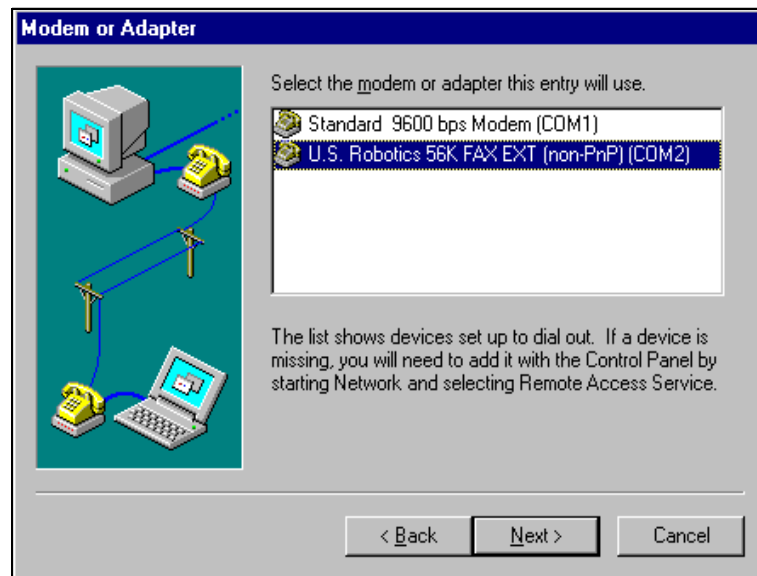 Modem or Adapter
Select the modem or adapter this entry will use.
Standard  9600 bps Modem (COM1)
U.S. Robotics 56K FAX EXT (non-PnP) (COM2)
The list shows devices set up to dial out.  If a device is
missing, you will need to add it with the Control Panel by
starting Network and selecting Remote Access Service.
< Back
Next >
Cancel